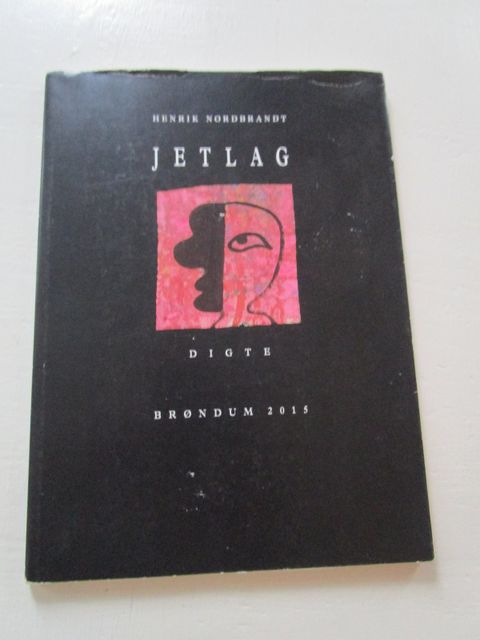 HENRIK NORDBRANDT
JETLAG
DIGTE
BRØNDUM 2015